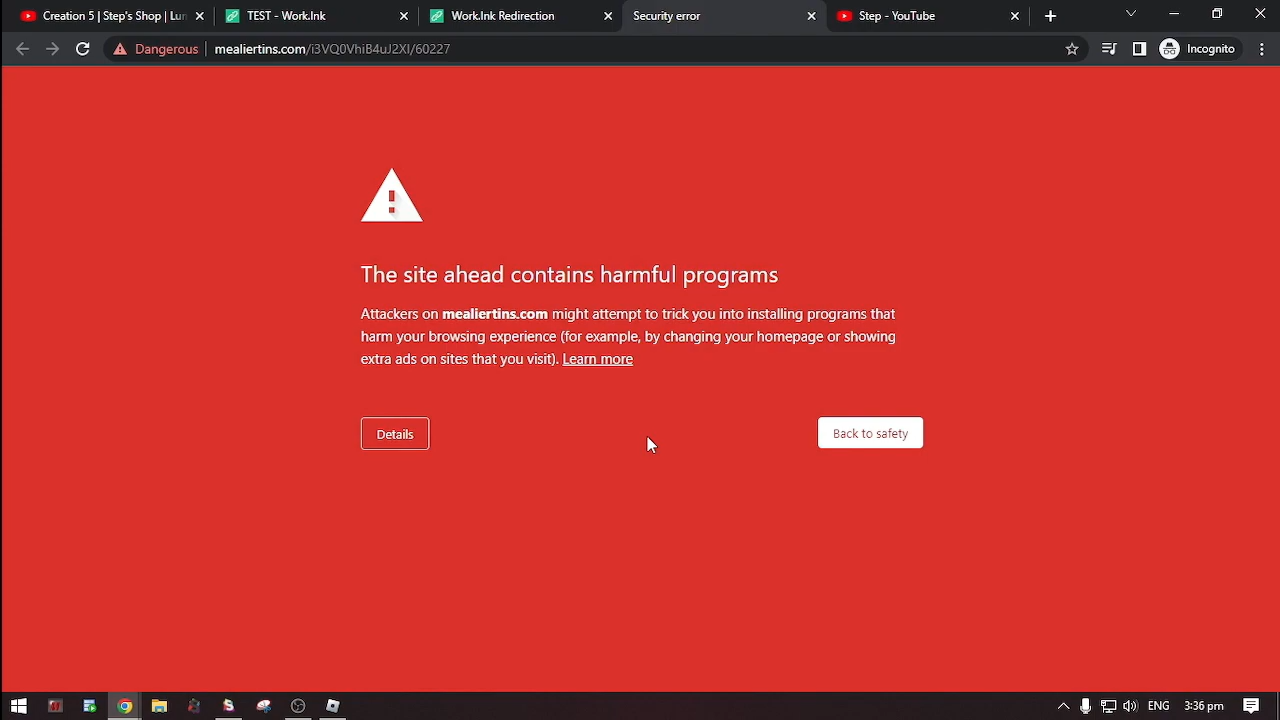 Creation 5 | Step's Shop | Lun
TEST - Work.Ink
Work.Ink Redirection
Security error
Step - YouTube
Dangerous
mealiertins.com/i3VQ0VhiB4uJ2XI/60227
Incognito
The site ahead contains harmful programs
Attackers on mealiertins.com might attempt to trick you into installing programs that
harm your browsing experience (for example, by changing your homepage or showing
extra ads on sites that you visit). Learn more
Details
Back to safety
ENG
3:36 pm